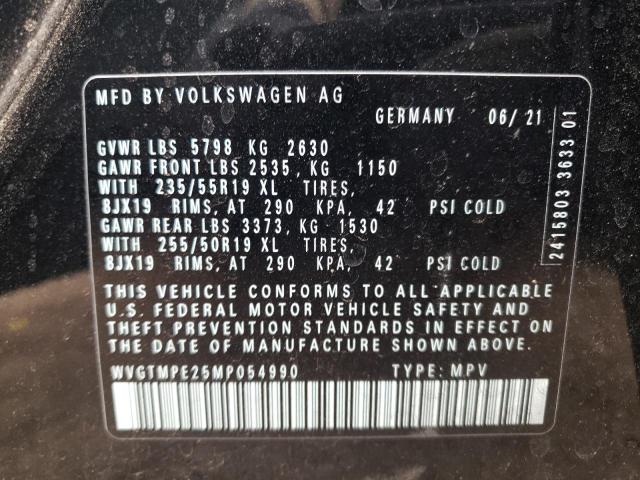 MFD BY VOLKSWAGEN AG
GERMANY 06/21
GVWR LBS 5798 KG 2630
GAWR FRONT LBS 2535, KG 1150
WITH 235/55R19 XL TIRES,
8JX19 RIMS, AT 290 KPA, 42 PSI COLD
GAWR REAR LBS 3373, KG 1530
WITH 255/50R19 XL TIRES,
8JX19 RIMS, AT 290 KPA, 42 PSI COLD
THIS VEHICLE CONFORMS TO ALL APPLICABLE
U.S. FEDERAL MOTOR VEHICLE SAFETY AND
THEFT PREVENTION STANDARDS IN EFFECT ON
THE DATE OF MANUFACTURE SHOWN ABOVE.
WVGTMPE25MP054990 TYPE: MPV
2415803 3633 01